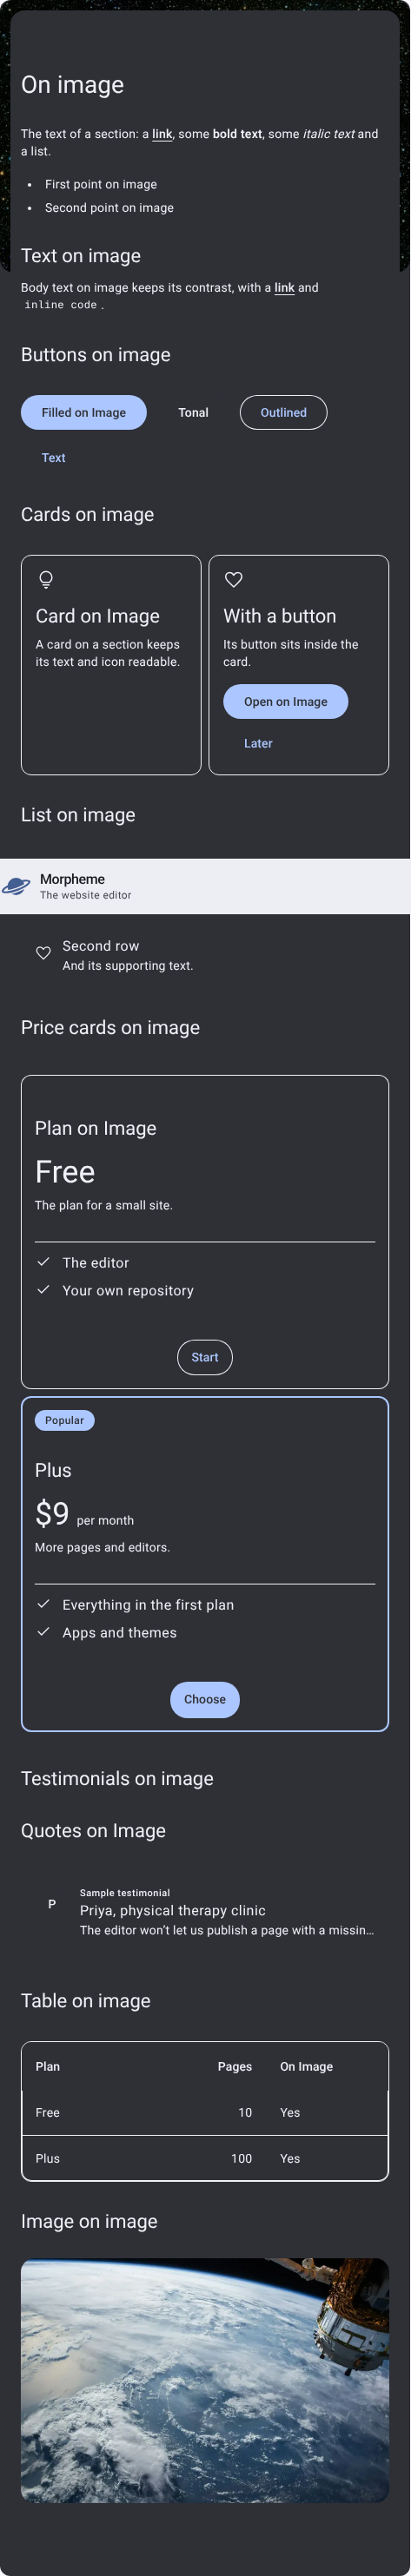 On image
The text of a section: a link, some bold text, some italic text and
a list.
• First point on image
• Second point on image
Text on image
Body text on image keeps its contrast, with a link and
inline code .
Buttons on image
Filled on Image
Tonal
Outlined
Text
Cards on image
Card on Image
A card on a section keeps
its text and icon readable.
With a button
Its button sits inside the
card.
Open on Image
Later
List on image
Morpheme
The website editor
Second row
And its supporting text.
Price cards on image
Plan on Image
Free
The plan for a small site.
The editor
Your own repository
Start
Popular
Plus
$9 per month
More pages and editors.
Everything in the first plan
Apps and themes
Choose
Testimonials on image
Quotes on Image
P
Sample testimonial
Priya, physical therapy clinic
The editor won’t let us publish a page with a missin…
Table on image
Plan Pages On Image
Free 10 Yes
Plus 100 Yes
Image on image